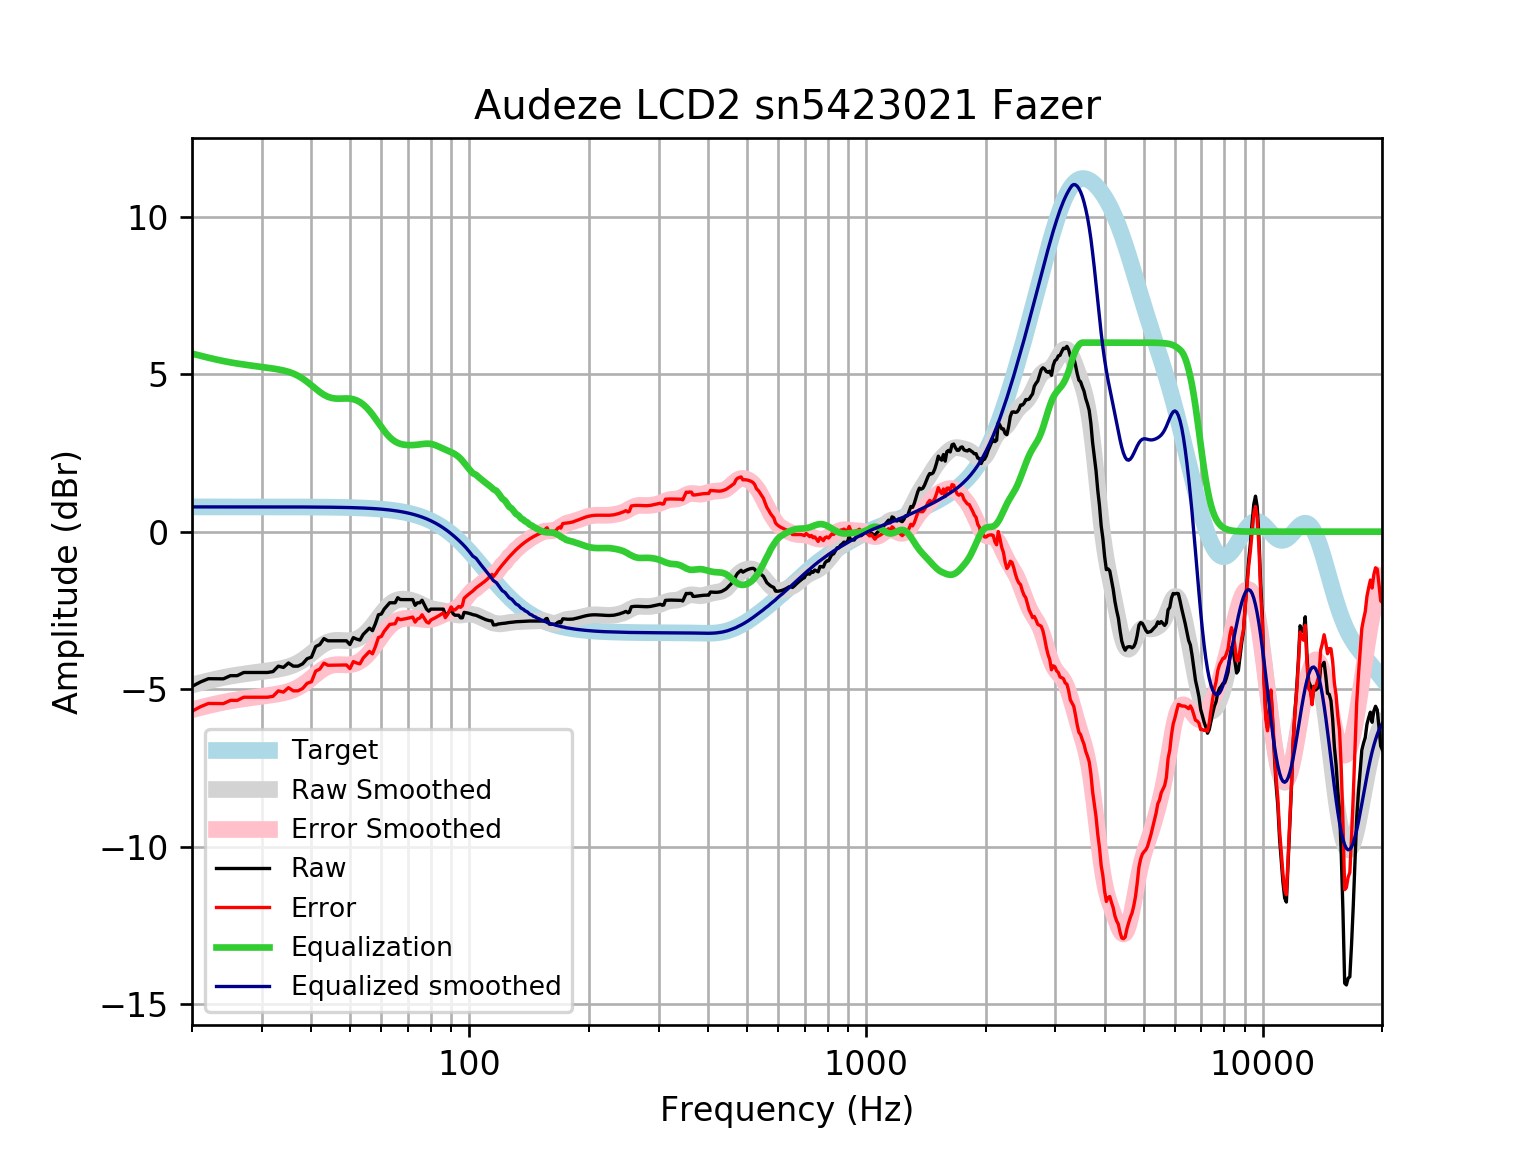 Audeze LCD2 sn5423021 Fazer
Amplitude (dBr)
10
5
0
−5
−10
−15
Target
Raw Smoothed
Error Smoothed
Raw
Error
Equalization
Equalized smoothed
100
1000
10000
Frequency (Hz)